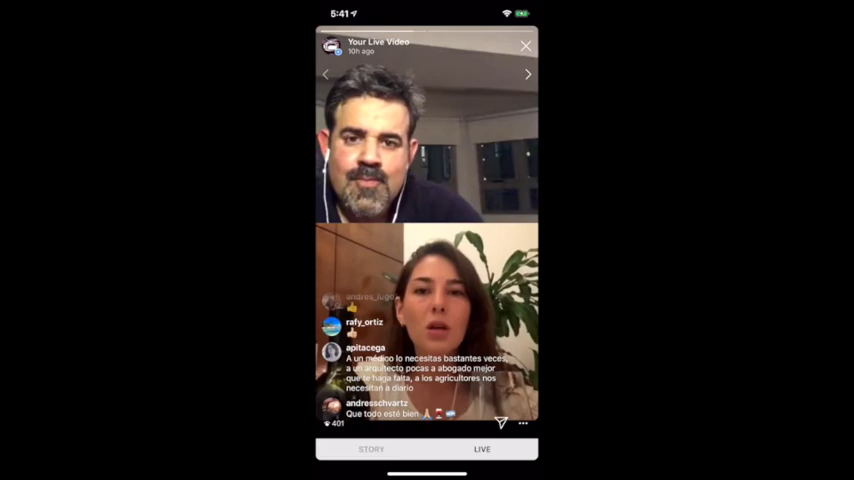 5:41
Your Live Video
10h ago
andres_lugo
rafy_ortiz
apitacega
A un médico lo necesitas bastantes veces,
a un arquitecto pocas a abogado mejor
que te haga falta, a los agricultores nos
necesitan a diario
andresschvartz
Que todo esté bien
401
STORY
LIVE